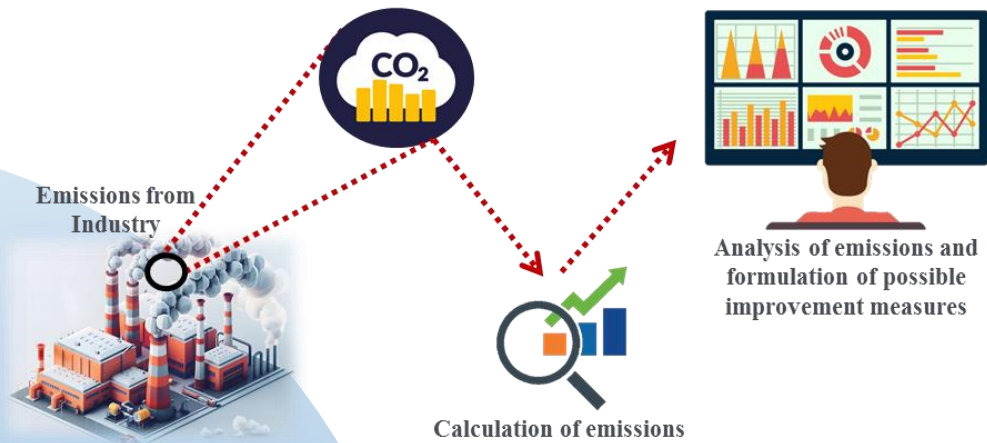 CO₂
Emissions from
Industry
Calculation of emissions
Analysis of emissions and
formulation of possible
improvement measures